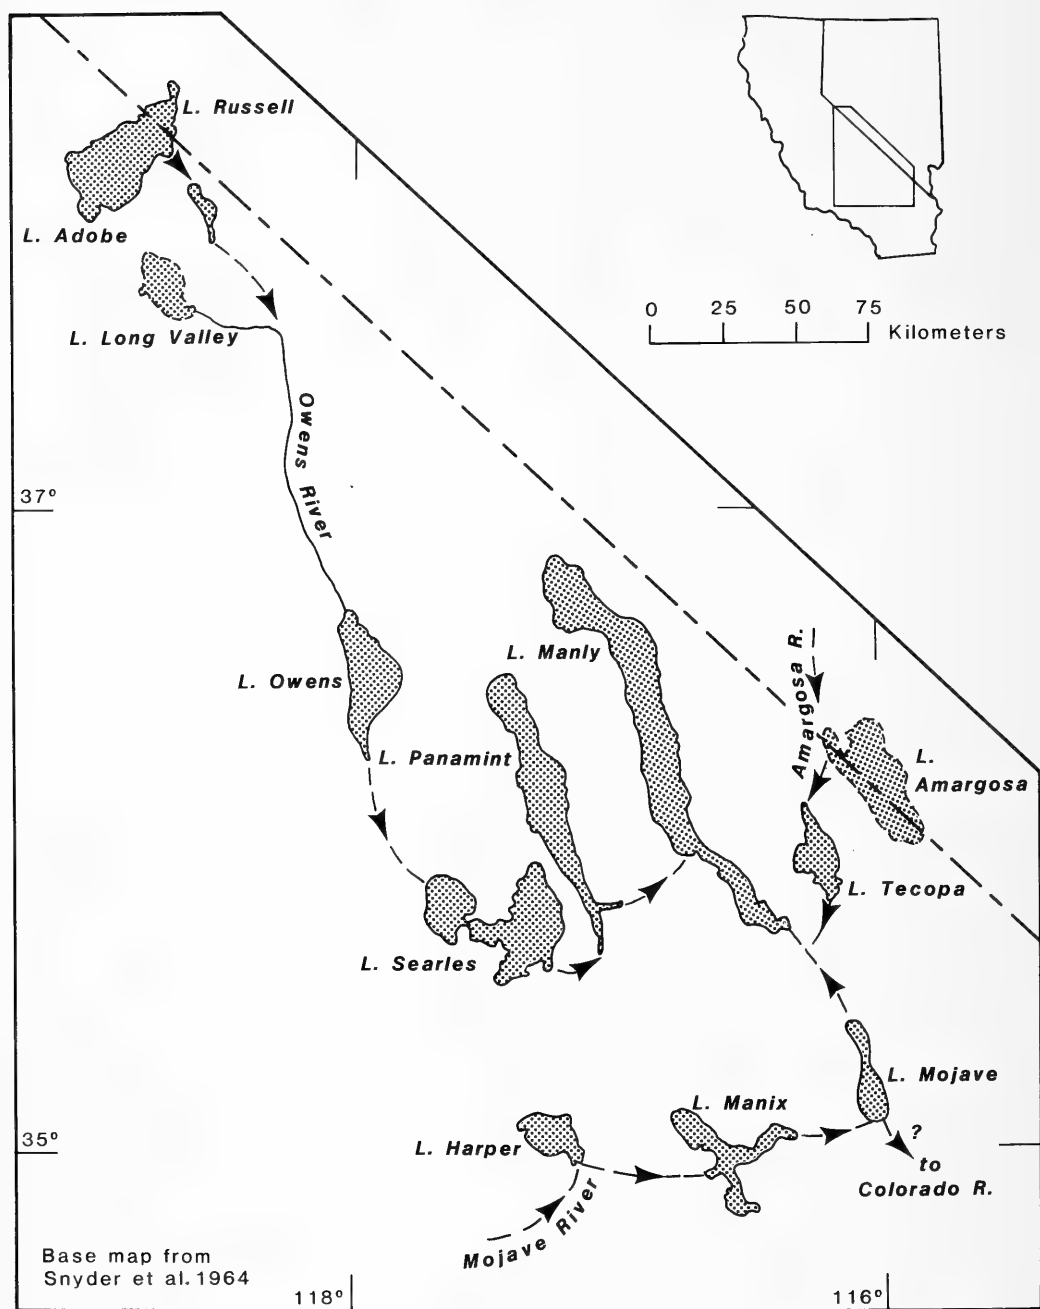 L. Russell
L. Adobe
L. Long Valley
0 25 50 75
Kilometers
Owens River
37°
L. Manly
Amargosa R.
L. Owens
L. Panamint
L.
Amargosa
L. Tecopa
L. Searles
L. Mojave
L. Manix
?
35°
L. Harper
to
Colorado R.
Mojave River
Base map from
Snyder et al. 1964
118°
116°